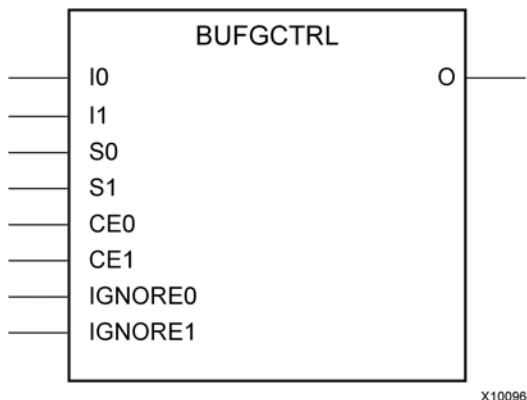 BUFGCTRL
I0 O
I1
S0
S1
CE0
CE1
IGNORE0
IGNORE1
X10096